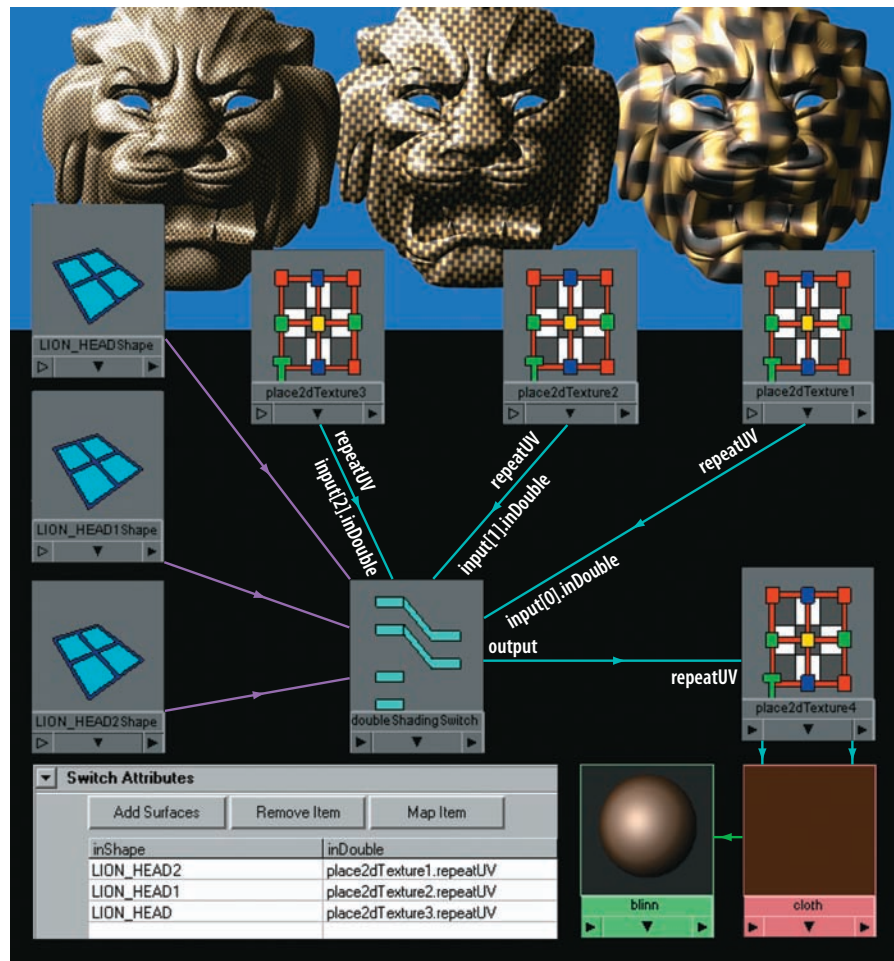 LION_HEADShape
place2dTexture3
place2dTexture2
place2dTexture1
repeatUV
repeatUV
repeatUV
input[2].inDouble
input[1].inDouble
input[0].inDouble
LION_HEAD1Shape
LION_HEAD2Shape
doubleShadingSwitch
output
repeatUV
place2dTexture4
Switch Attributes
Add Surfaces
Remove Item
Map Item
inShape
inDouble
LION_HEAD2
place2dTexture1.repeatUV
LION_HEAD1
place2dTexture2.repeatUV
LION_HEAD
place2dTexture3.repeatUV
blinn
cloth